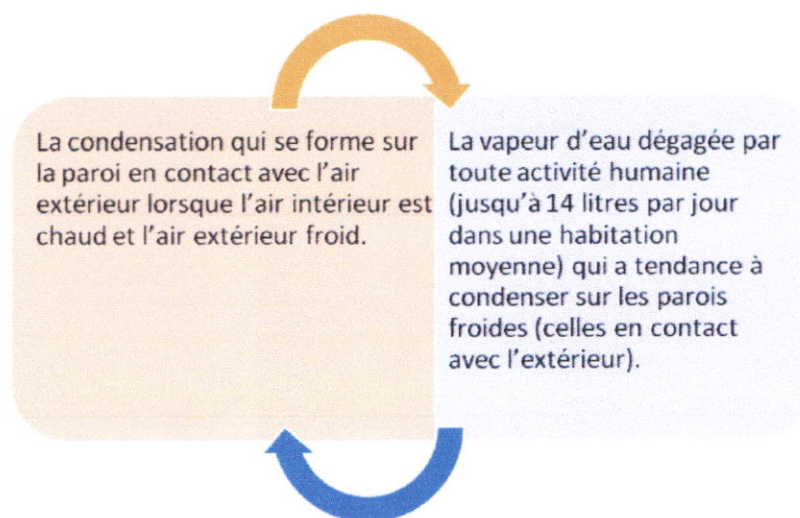 La condensation qui se forme sur
la paroi en contact avec l'air
extérieur lorsque l'air intérieur est
chaud et l'air extérieur froid.
La vapeur d'eau dégagée par
toute activité humaine
(jusqu'à 14 litres par jour
dans une habitation
moyenne) qui a tendance à
condenser sur les parois
froides (celles en contact
avec l'extérieur).